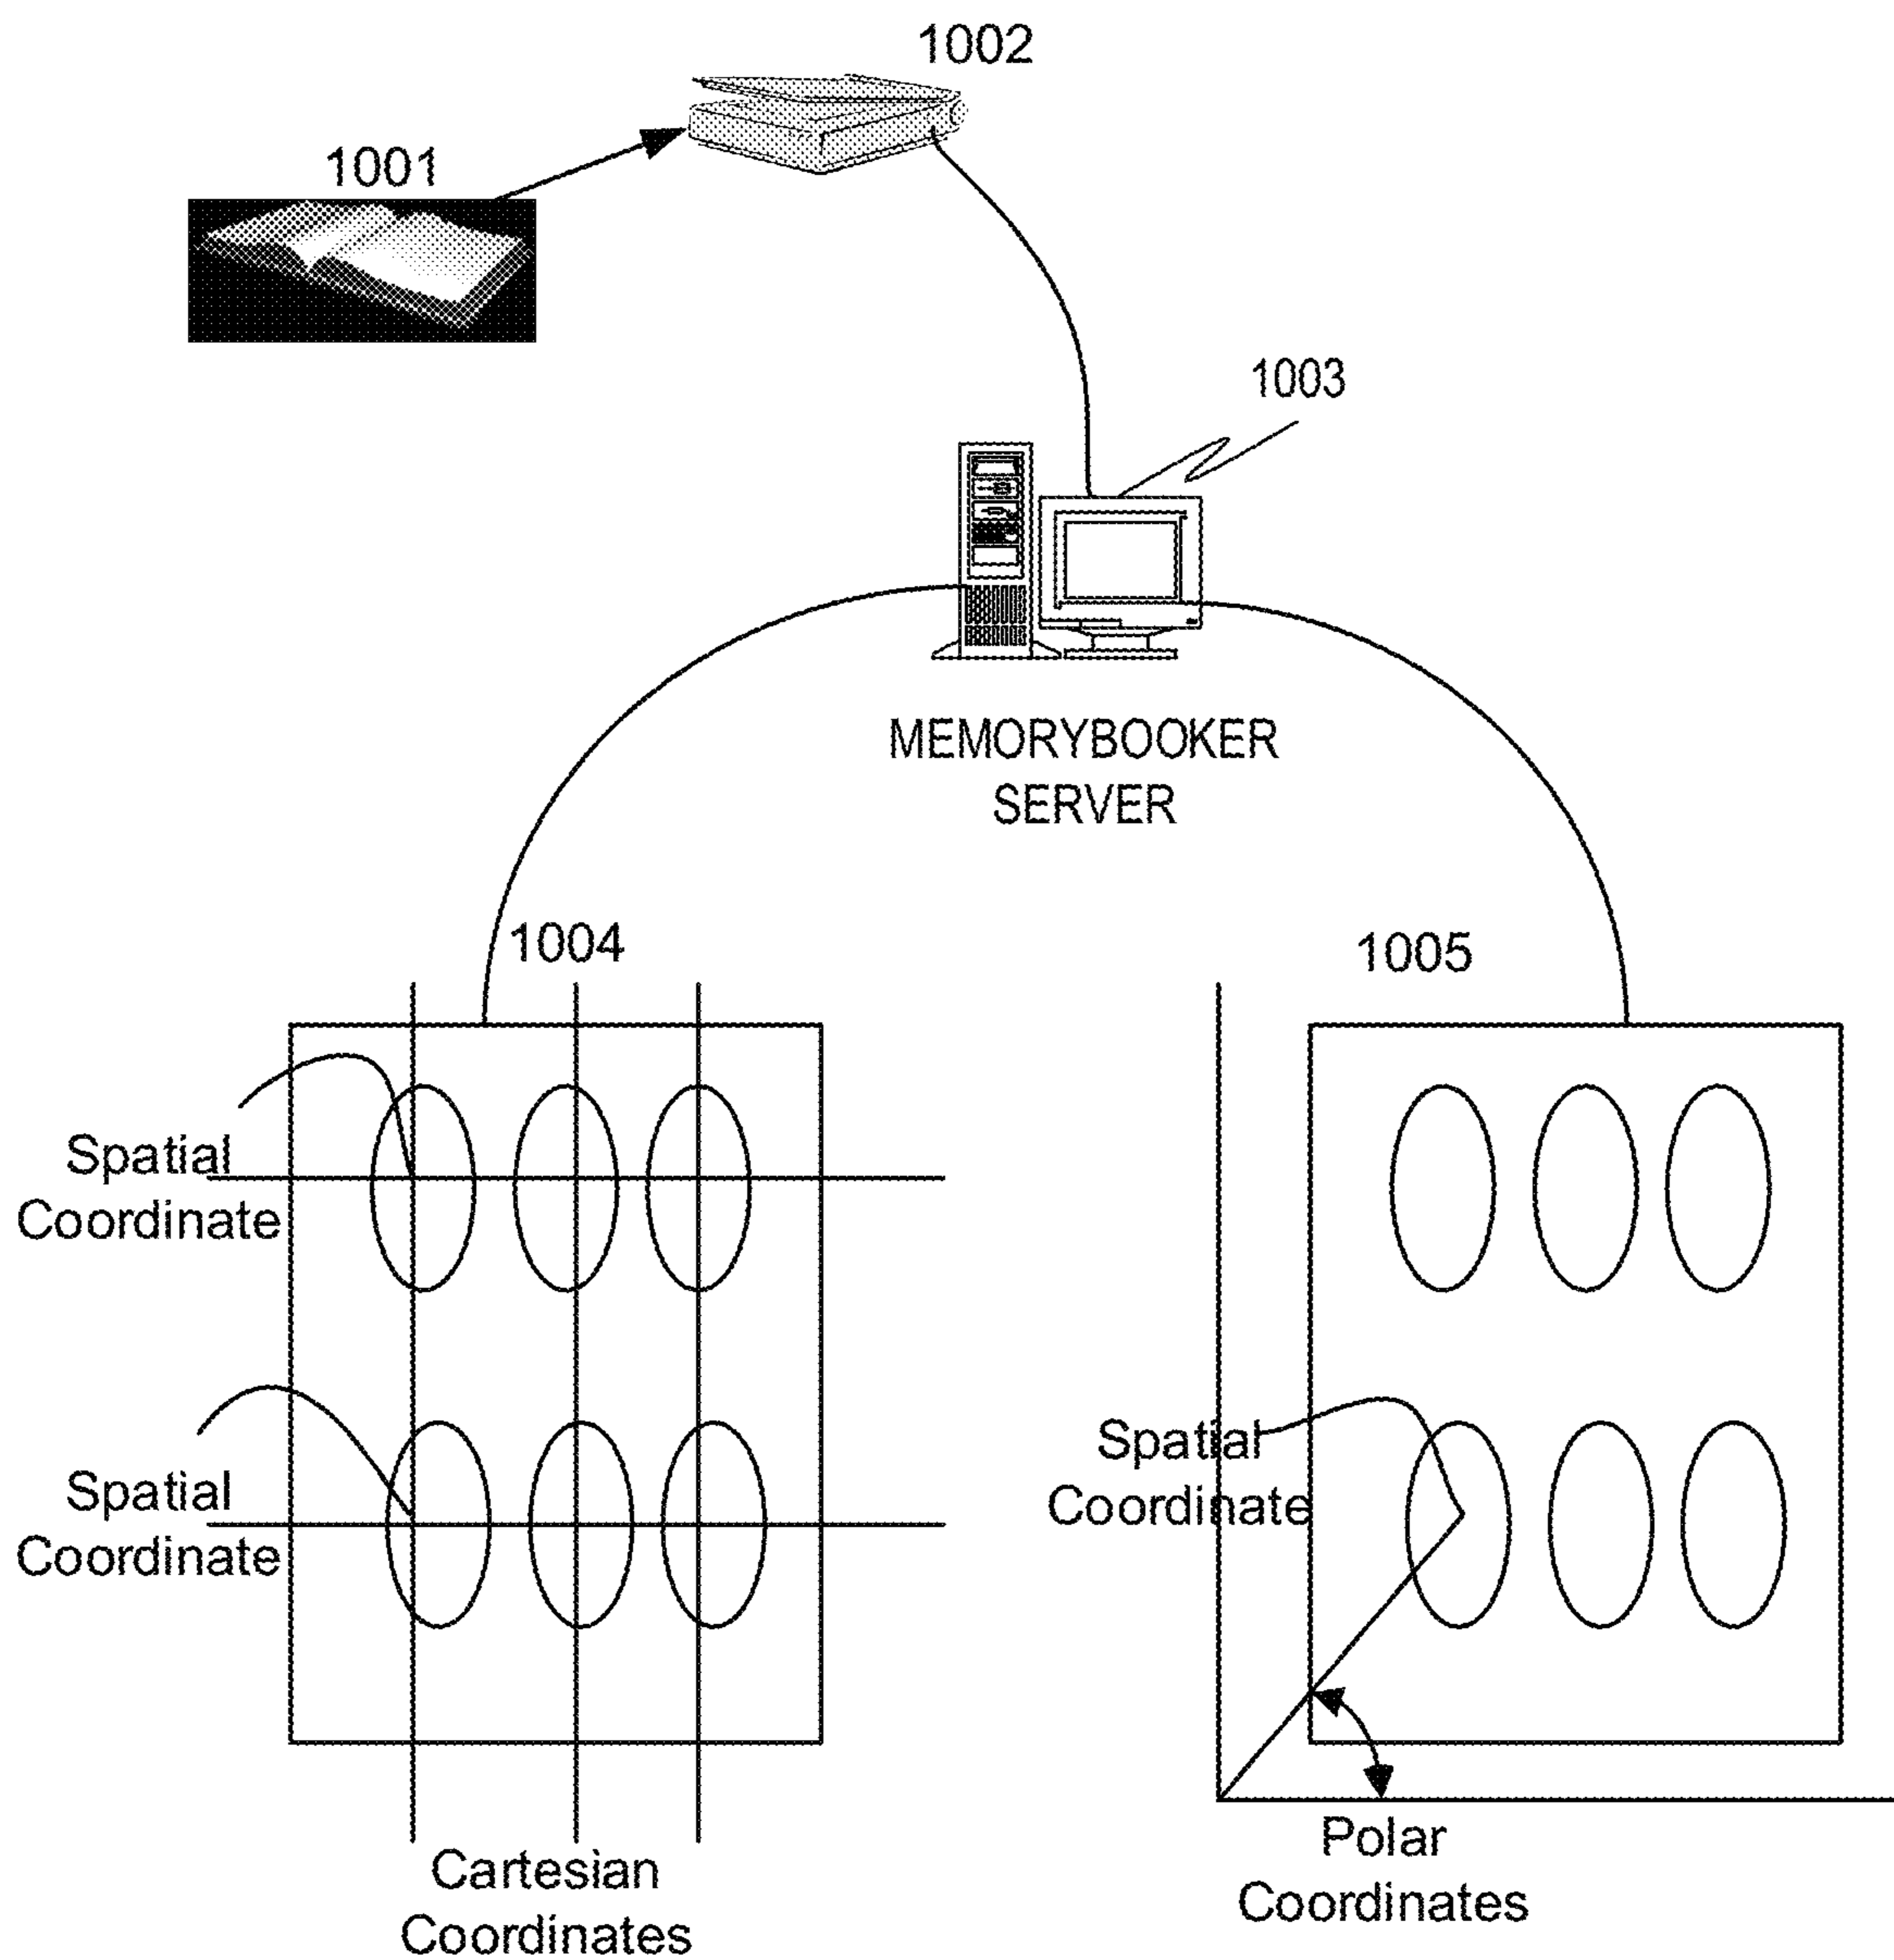 1002
1001
1003
MEMORYBOOKER
SERVER
1004
1005
Spatial
Coordinate
Spatial
Coordinate
Spatial
Coordinate
Cartesian
Coordinates
Polar
Coordinates